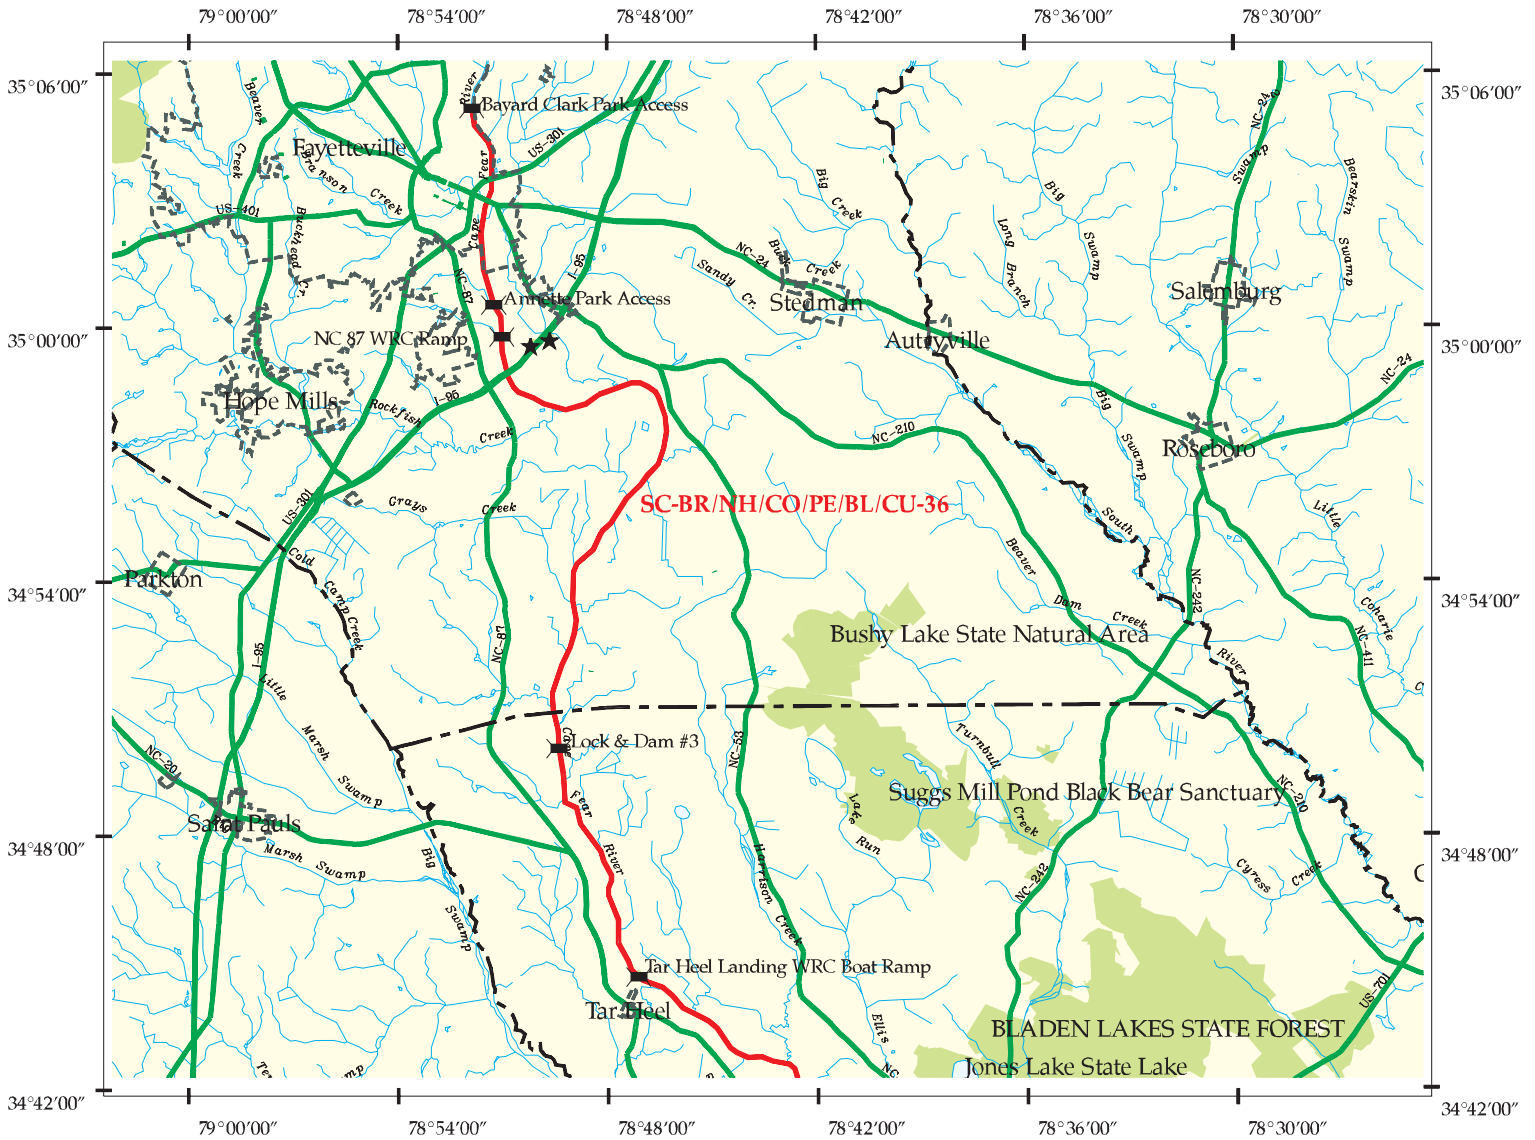 79°00′00″
78°54′00″
78°48′00″
78°42′00″
78°36′00″
78°30′00″
35°06′00″
35°06′00″
River
Bayard Clark Park Access
NC-24
Beaver
Creek
Fayetteville
US-301
Swamp
Branson
Creek
Fear
Big
Creek
Big
Swamp
Bearskin
Swamp
US-401
Buckhead
Cr.
Cape
Long
Branch
NC-24
Buck
Creek
I-95
Sandy
Cr.
NC-87
Stedman
Salemburg
Annette Park Access
35°00′00″
NC 87 WRC Ramp
Autryville
35°00′00″
NC-24
Hope Mills
Rockfish
I-95
Creek
Big
Swamp
NC-210
Roseboro
US-301
Grays
Creek
SC-BR/NH/CO/PE/BL/CU-36
South
Little
Cold
Camp
Creek
Beaver
Dam
Creek
Parkton
34°54′00″
NC-242
34°54′00″
Coharie
Bushy Lake State Natural Area
NC-87
NC-411
I-95
River
Little
Marsh
Swamp
C
Cape
Lock & Dam #3
NC-53
Turnbull
NC-20
Fear
Suggs Mill Pond Black Bear Sanctuary
NC-210
Lake
Run
Creek
Saint Pauls
34°48′00″
Marsh
Swamp
Big
River
Harrison
34°48′00″
Cyress
Creek
NC-242
Swamp
Creek
Tar Heel Landing WRC Boat Ramp
US-701
Tar Heel
Ellis
BLADEN LAKES STATE FOREST
Jones Lake State Lake
NC-
34°42′00″
34°42′00″
79°00′00″
78°54′00″
78°48′00″
78°42′00″
78°36′00″
78°30′00″